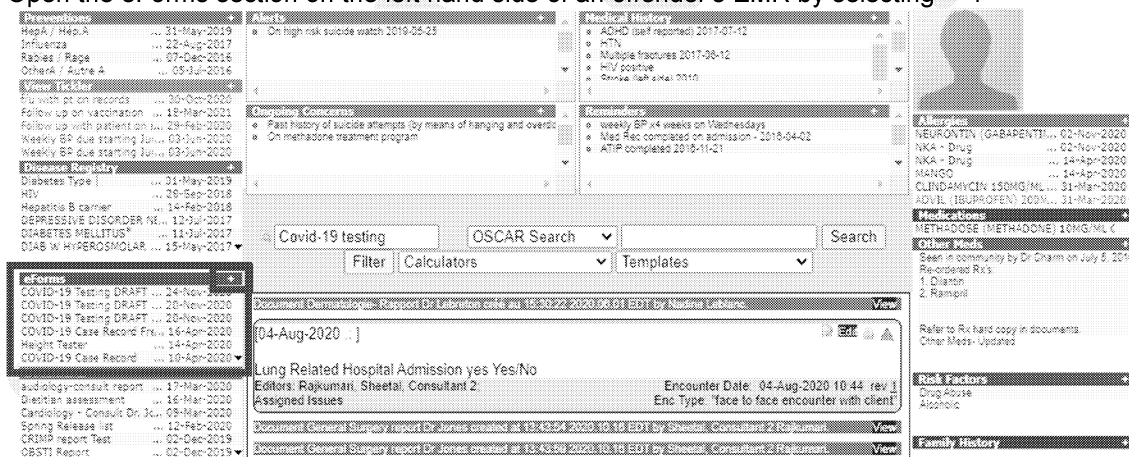 Open the eForms section on the left hand side of an offender's EMR by selecting
Preventions +
HepA / Hep.A ... 31-May-2019
Influenza ... 22-Aug-2017
Rabies / Rage ... 07-Dec-2016
OtherA / Autre A ... 05-Jul-2016
View Tickler +
f/u with pt on records ... 30-Oct-2020
Follow up on vaccination ... 18-Mar-2021
Follow up with patient on ... 29-Feb-2020
Weekly BP due starting Jun... 03-Jun-2020
Weekly BP due starting Jun... 03-Jun-2020
Disease Registry +
Diabetes Type I ... 31-May-2019
HIV ... 28-Sep-2018
Hepatitis B carrier ... 14-Feb-2018
DEPRESSIVE DISORDER NE... 12-Jul-2017
DIABETES MELLITUS* ... 11-Jul-2017
DIAB W HYPEROSMOLAR ... 15-May-2017
eForms +
COVID-19 Testing DRAFT ... 24-Nov-2020
COVID-19 Testing DRAFT ... 20-Nov-2020
COVID-19 Testing DRAFT ... 20-Nov-2020
COVID-19 Case Record Fre... 16-Apr-2020
Height Tester ... 14-Apr-2020
COVID-19 Case Record ... 10-Apr-2020
audiology-consult report ... 17-Mar-2020
Dietitian assessment ... 16-Mar-2020
Cardiology - Consult Dr. Jc... 09-Mar-2020
Spring Release list ... 12-Feb-2020
CRIMP report Test ... 02-Dec-2019
OBSTI Report ... 02-Dec-2019
Alerts +
On high risk suicide watch 2019-05-25
Medical History +
ADHD (self reported) 2017-07-12
HTN
Multiple fractures 2017-06-12
HIV positive
Stroke (left side) 2010
Ongoing Concerns +
Past history of suicide attempts (by means of hanging and overdo
On methadone treatment program
Reminders +
weekly BP x4 weeks on Wednesdays
Med Rec completed on admission - 2018-04-02
ATIP completed 2018-11-21
Covid-19 testing OSCAR Search Search
Filter Calculators Templates
Document Dermatologie- Rapport Dr Lebreton créé at 15:30:22 2020.06.01 EDT by Nadine Leblanc View
[04-Aug-2020 .. ] Edit
Lung Related Hospital Admission yes Yes/No
Editors: Rajkumari, Sheetal, Consultant 2; Encounter Date: 04-Aug-2020 10:44 rev 1
Assigned Issues Enc Type: "face to face encounter with client"
Document General Surgery report Dr Jones created at 13:43:54 2020.10.16 EDT by Sheetal, Consultant 2 Rajkumari View
Document General Surgery report Dr Jones created at 13:43:59 2020.10.16 EDT by Sheetal, Consultant 2 Rajkumari View
Allergies +
NEURONTIN (GABAPENTI... 02-Nov-2020
NKA - Drug ... 02-Nov-2020
NKA - Drug ... 14-Apr-2020
MANGO ... 14-Apr-2020
CLINDAMYCIN 150MG/ML ... 31-Mar-2020
ADVIL (IBUPROFEN) 200M... 31-Mar-2020
Medications +
METHADOSE (METHADONE) 10MG/ML
Other Meds +
Seen in community by Dr Charm on July 5, 201
Re-ordered Rx's
1. Dilantin
2. Ramipril
Refer to Rx hard copy in documents.
Other Meds- Updated
Risk Factors +
Drug Abuse
Alcoholic
Family History +